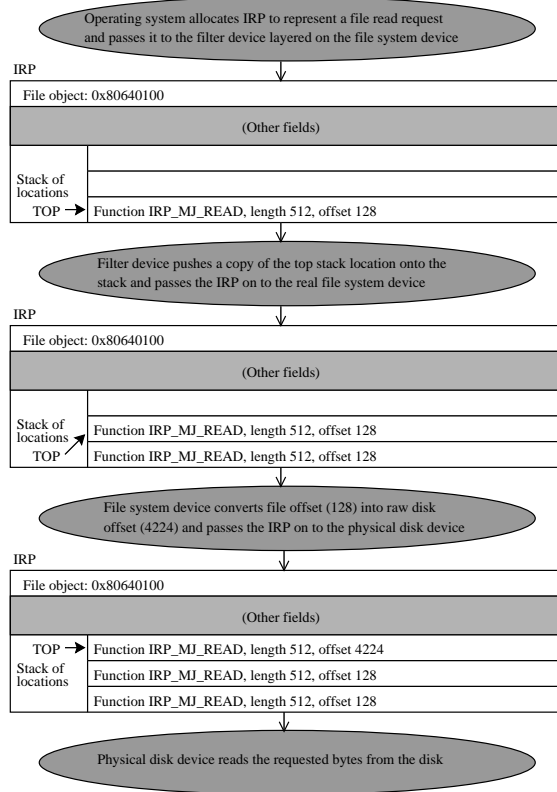 Operating system allocates IRP to represent a file read request
and passes it to the filter device layered on the file system device
IRP
File object: 0x80640100
(Other fields)
Stack of
locations
TOP
Function IRP_MJ_READ, length 512, offset 128
Filter device pushes a copy of the top stack location onto the
stack and passes the IRP on to the real file system device
IRP
File object: 0x80640100
(Other fields)
Stack of
locations
Function IRP_MJ_READ, length 512, offset 128
TOP
Function IRP_MJ_READ, length 512, offset 128
File system device converts file offset (128) into raw disk
offset (4224) and passes the IRP on to the physical disk device
IRP
File object: 0x80640100
(Other fields)
TOP
Function IRP_MJ_READ, length 512, offset 4224
Stack of
locations
Function IRP_MJ_READ, length 512, offset 128
Function IRP_MJ_READ, length 512, offset 128
Physical disk device reads the requested bytes from the disk